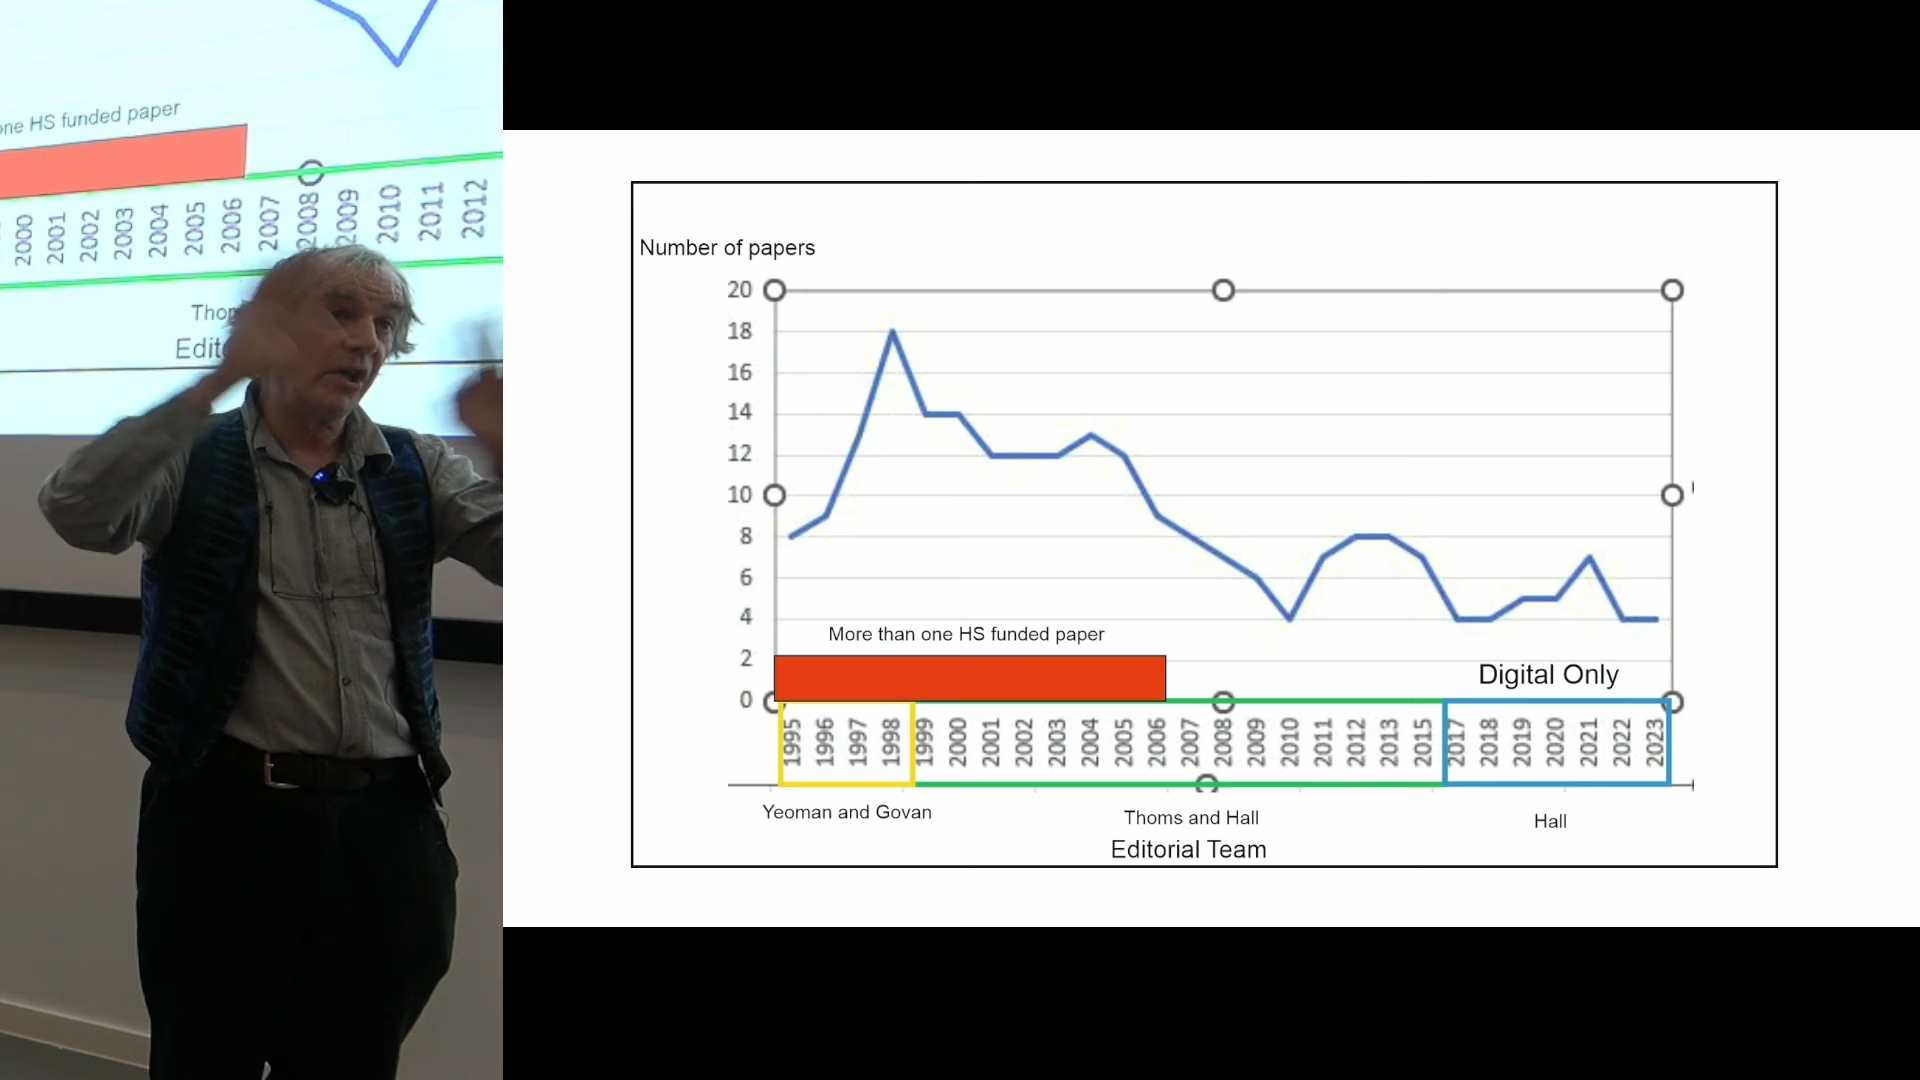 one HS funded paper
2000 2001 2002 2003 2004 2005 2006 2007 2008 2009 2010 2011 2012
Number of papers
20
18
16
14
12
10
8
6
4
2
0
More than one HS funded paper
Digital Only
1995 1996 1997 1998 1999 2000 2001 2002 2003 2004 2005 2006 2007 2008 2009 2010 2011 2012 2013 2015 2017 2018 2019 2020 2021 2022 2023
Yeoman and Govan
Thoms and Hall
Hall
Editorial Team